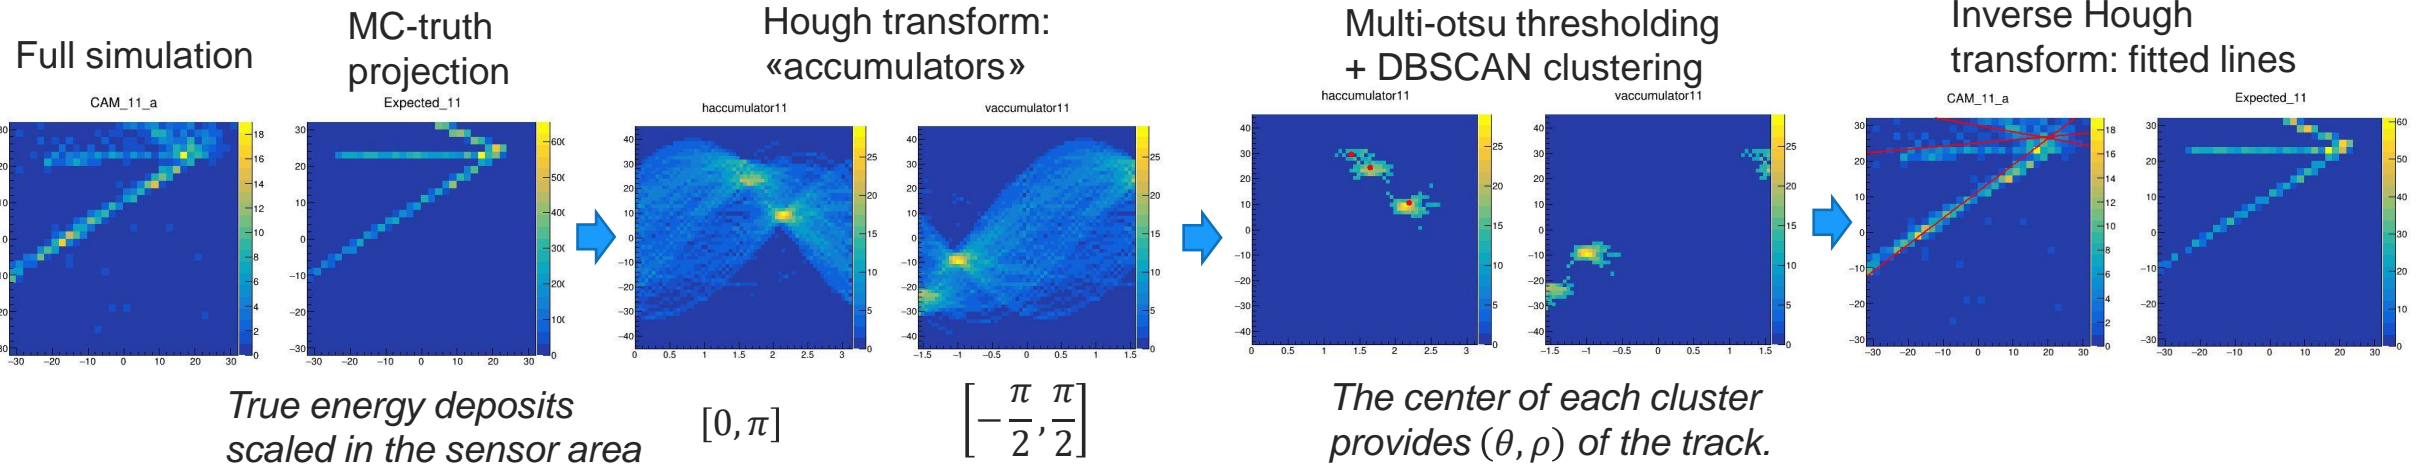 Full simulation
MC-truth
projection
Hough transform:
«accumulators»
Multi-otsu thresholding
+ DBSCAN clustering
Inverse Hough
transform: fitted lines
CAM_11_a
Expected_11
haccumulator11
vaccumulator11
haccumulator11
vaccumulator11
CAM_11_a
Expected_11
True energy deposits
scaled in the sensor area
[0, π]
[−π/2, π/2]
The center of each cluster
provides (θ, ρ) of the track.